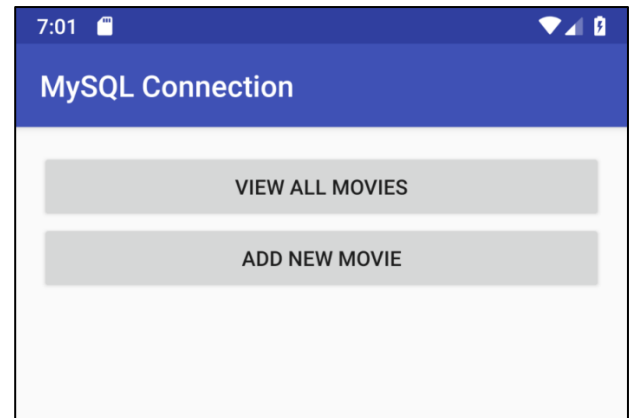 7:01
MySQL Connection
VIEW ALL MOVIES
ADD NEW MOVIE